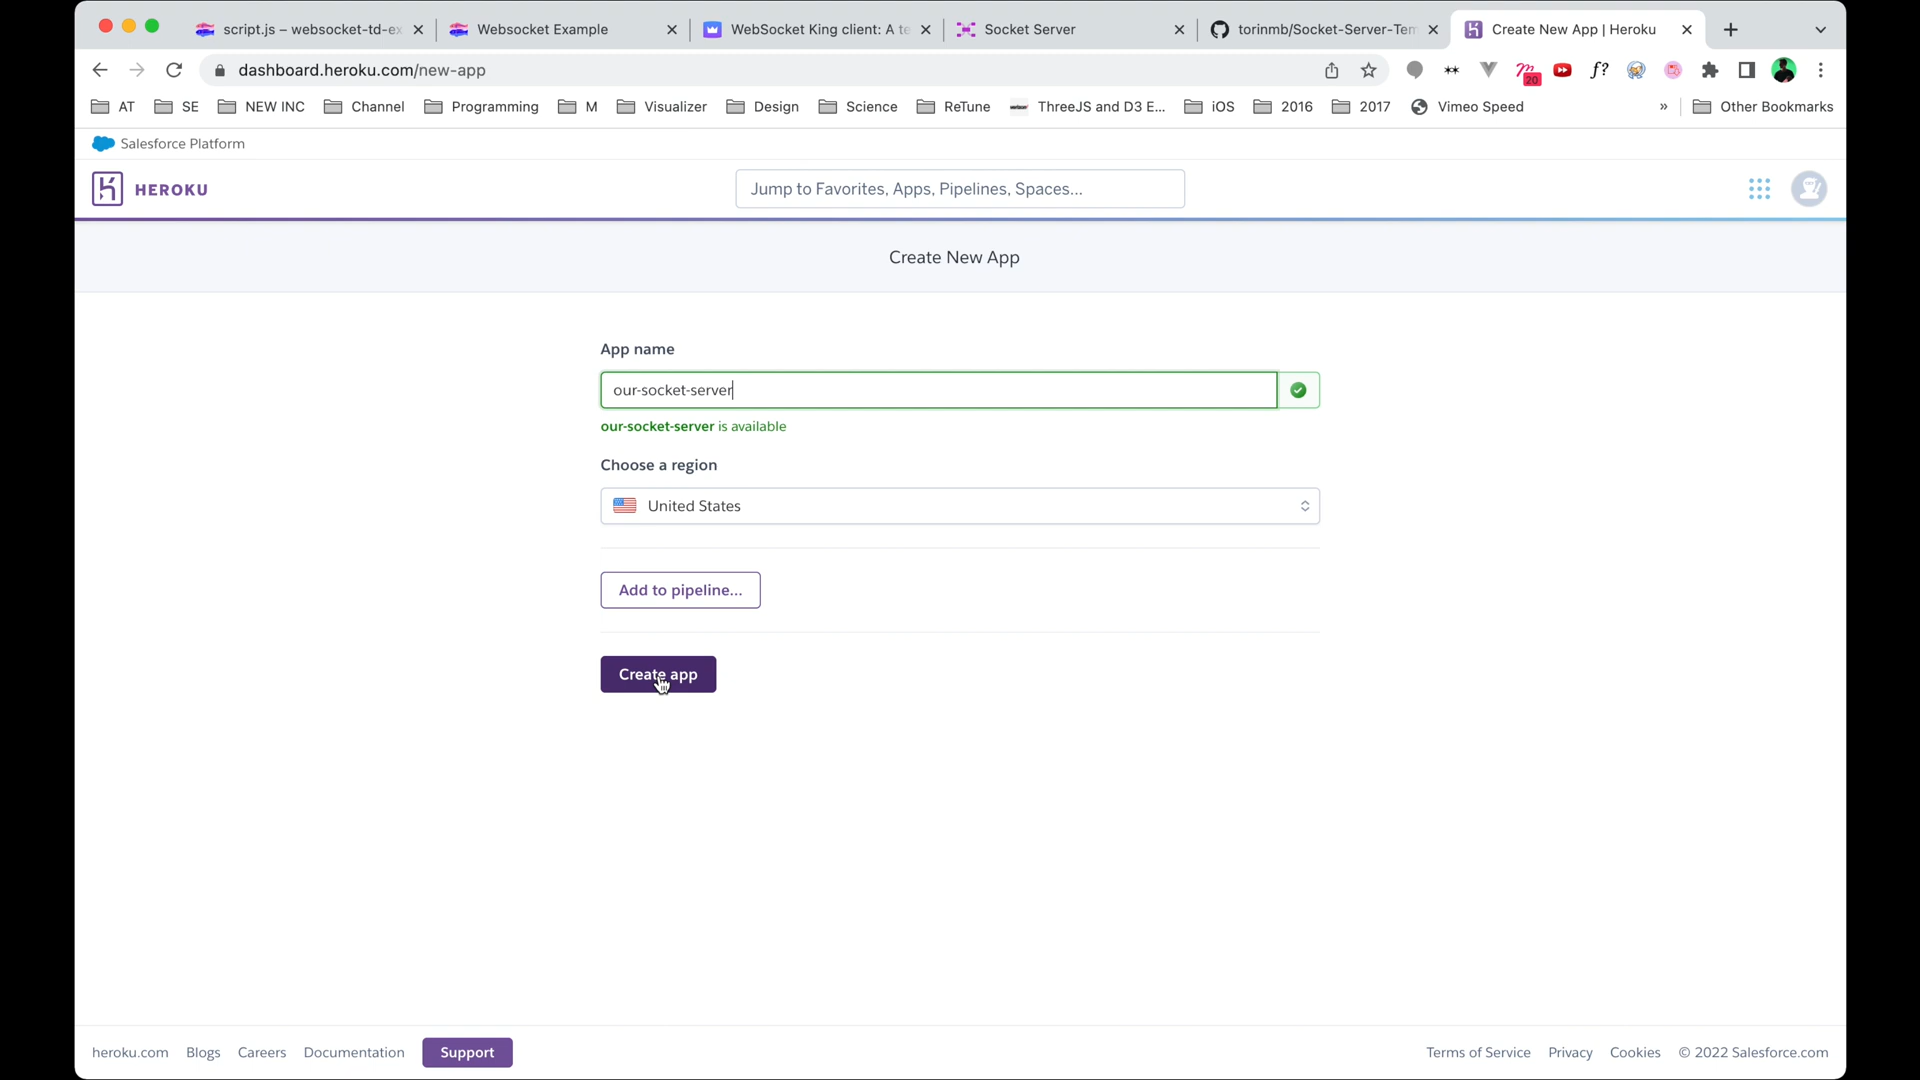 script.js – websocket-td-ex
Websocket Example
WebSocket King client: A te
Socket Server
torinmb/Socket-Server-Tem
Create New App | Heroku
dashboard.heroku.com/new-app
f?
20
AT
SE
NEW INC
Channel
Programming
M
Visualizer
Design
Science
ReTune
ThreeJS and D3 E...
iOS
2016
2017
Vimeo Speed
»
Other Bookmarks
Salesforce Platform
HEROKU
Jump to Favorites, Apps, Pipelines, Spaces...
Create New App
App name
our-socket-server
our-socket-server is available
Choose a region
United States
Add to pipeline...
Create app
heroku.com
Blogs
Careers
Documentation
Support
Terms of Service
Privacy
Cookies
© 2022 Salesforce.com